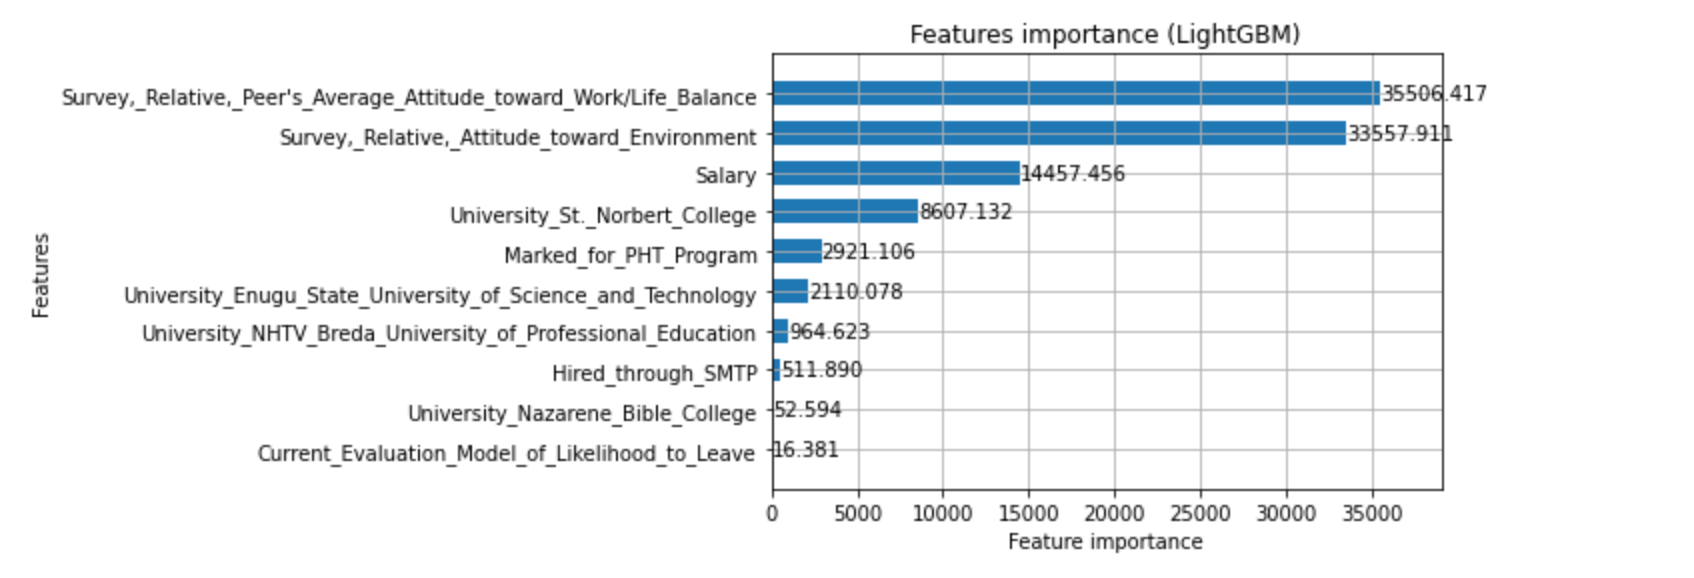 Features importance (LightGBM)
Survey,_Relative,_Peer's_Average_Attitude_toward_Work/Life_Balance 35506.417
Survey,_Relative,_Attitude_toward_Environment 33557.911
Salary 14457.456
University_St._Norbert_College 8607.132
Marked_for_PHT_Program 2921.106
University_Enugu_State_University_of_Science_and_Technology 2110.078
University_NHTV_Breda_University_of_Professional_Education 964.623
Hired_through_SMTP 511.890
University_Nazarene_Bible_College 52.594
Current_Evaluation_Model_of_Likelihood_to_Leave 16.381
Features
0 5000 10000 15000 20000 25000 30000 35000
Feature importance